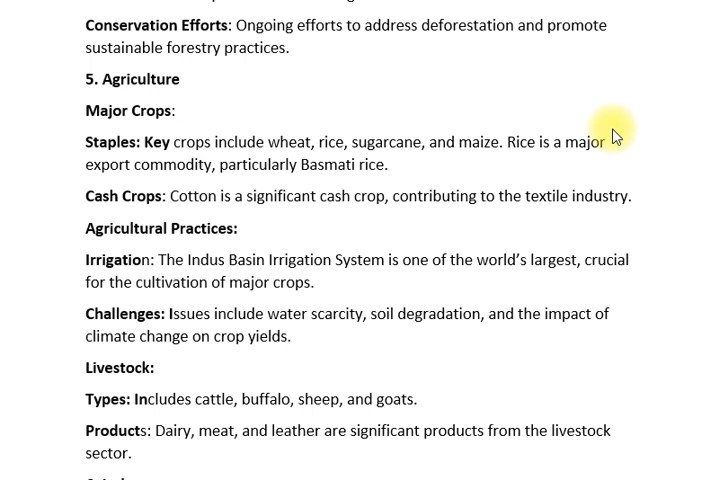 Conservation Efforts: Ongoing efforts to address deforestation and promote
sustainable forestry practices.
5. Agriculture
Major Crops:
Staples: Key crops include wheat, rice, sugarcane, and maize. Rice is a major
export commodity, particularly Basmati rice.
Cash Crops: Cotton is a significant cash crop, contributing to the textile industry.
Agricultural Practices:
Irrigation: The Indus Basin Irrigation System is one of the world’s largest, crucial
for the cultivation of major crops.
Challenges: Issues include water scarcity, soil degradation, and the impact of
climate change on crop yields.
Livestock:
Types: Includes cattle, buffalo, sheep, and goats.
Products: Dairy, meat, and leather are significant products from the livestock
sector.